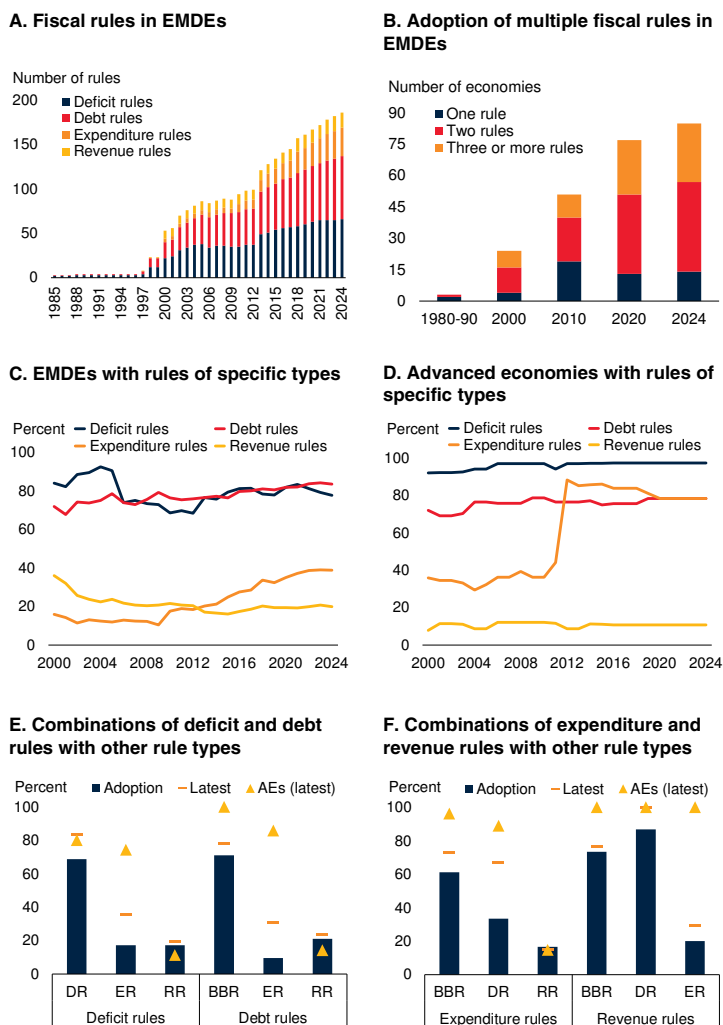 A. Fiscal rules in EMDEs
Number of rules
200
150
100
50
0
Deficit rules
Debt rules
Expenditure rules
Revenue rules
1985 1988 1991 1994 1997 2000 2003 2006 2009 2012 2015 2018 2021 2024
B. Adoption of multiple fiscal rules in
EMDEs
Number of economies
90
75
60
45
30
15
0
One rule
Two rules
Three or more rules
1980-90 2000 2010 2020 2024
C. EMDEs with rules of specific types
Percent
Deficit rules Debt rules
Expenditure rules Revenue rules
100
80
60
40
20
0
2000 2004 2008 2012 2016 2020 2024
D. Advanced economies with rules of
specific types
Percent
Deficit rules Debt rules
Expenditure rules Revenue rules
100
80
60
40
20
0
2000 2004 2008 2012 2016 2020 2024
E. Combinations of deficit and debt
rules with other rule types
Percent Adoption Latest AEs (latest)
100
80
60
40
20
0
DR ER RR BBR ER RR
Deficit rules Debt rules
F. Combinations of expenditure and
revenue rules with other rule types
Percent Adoption Latest AEs (latest)
100
80
60
40
20
0
BBR DR RR BBR DR ER
Expenditure rules Revenue rules